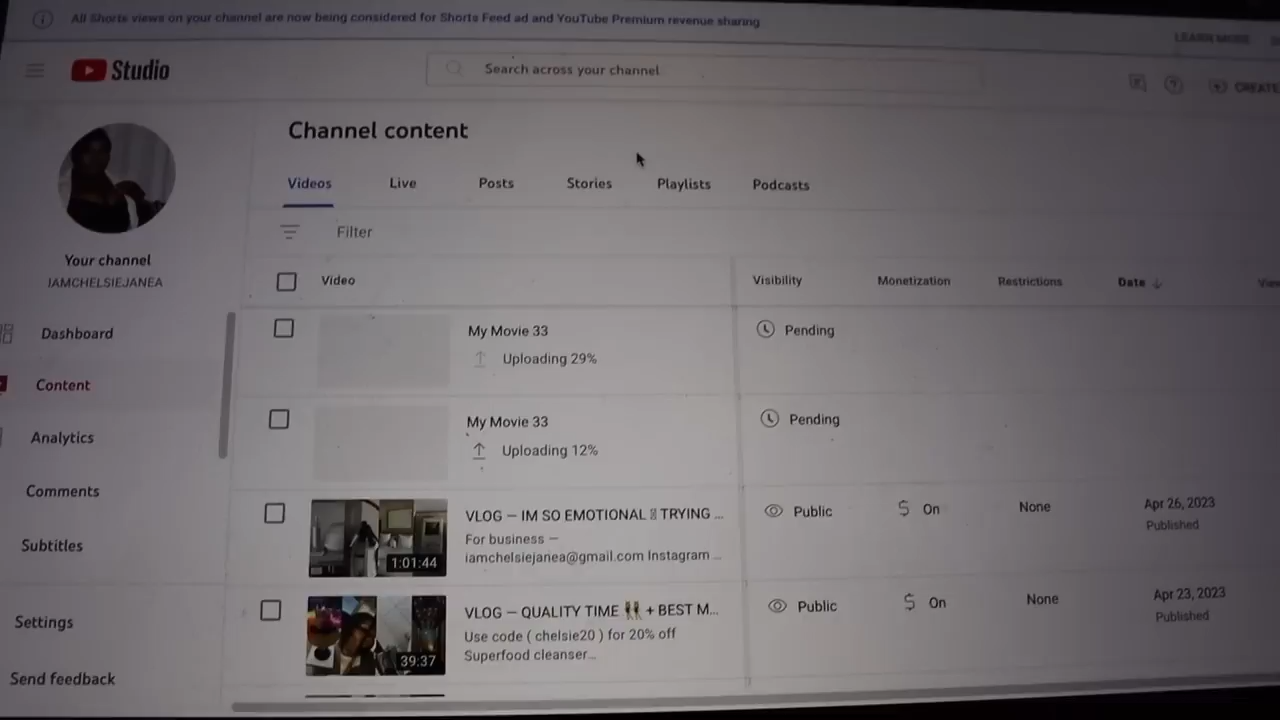 All Shorts views on your channel are now being considered for Shorts Feed ad and YouTube Premium revenue sharing
LEARN MORE
Studio
Search across your channel
CREATE
Channel content
Videos Live Posts Stories Playlists Podcasts
Filter
Your channel
IAMCHELSIEJANEA
Dashboard
Content
Analytics
Comments
Subtitles
Settings
Send feedback
Video Visibility Monetization Restrictions Date
My Movie 33 Pending
Uploading 29%
My Movie 33 Pending
Uploading 12%
VLOG — IM SO EMOTIONAL TRYING ... Public On None Apr 26, 2023
For business — Published
iamchelsiejanea@gmail.com Instagram ...
1:01:44
VLOG — QUALITY TIME 👯 + BEST M... Public On None Apr 23, 2023
Use code ( chelsie20 ) for 20% off Published
Superfood cleanser...
39:37